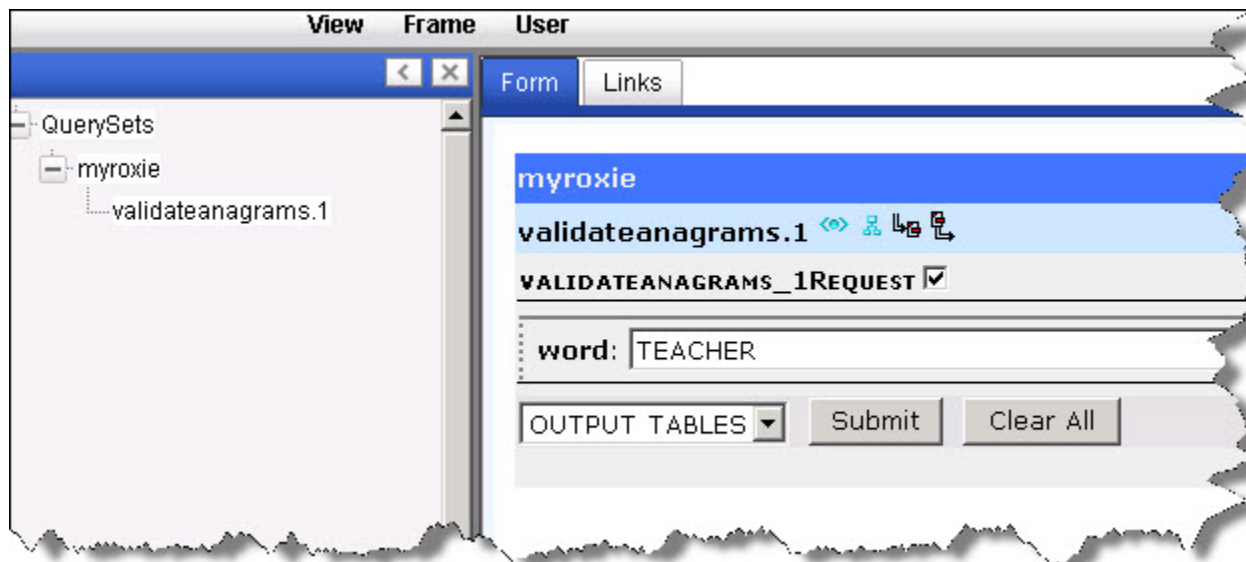 View Frame User
Form Links
QuerySets
myroxie
validateanagrams.1
myroxie
validateanagrams.1
VALIDATEANAGRAMS_1REQUEST
word: TEACHER
OUTPUT TABLES Submit Clear All